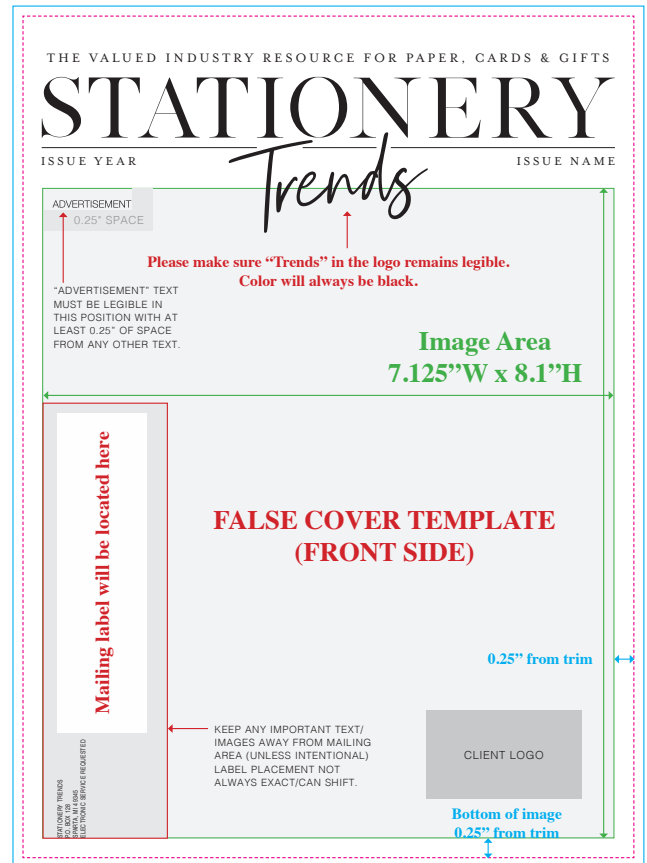 THE VALUED INDUSTRY RESOURCE FOR PAPER, CARDS & GIFTS
STATIONERY
Trends
ISSUE YEAR
ISSUE NAME
ADVERTISEMENT
0.25" SPACE
Please make sure “Trends” in the logo remains legible.
Color will always be black.
“ADVERTISEMENT” TEXT
MUST BE LEGIBLE IN
THIS POSITION WITH AT
LEAST 0.25” OF SPACE
FROM ANY OTHER TEXT.
Image Area
7.125”W x 8.1”H
Mailing label will be located here
FALSE COVER TEMPLATE
(FRONT SIDE)
0.25” from trim
KEEP ANY IMPORTANT TEXT/
IMAGES AWAY FROM MAILING
AREA (UNLESS INTENTIONAL)
LABEL PLACEMENT NOT
ALWAYS EXACT/CAN SHIFT.
CLIENT LOGO
STATIONERY TRENDS
P.O. BOX 128
SPARTA, MI 49345
ELECTRONIC SERVICE REQUESTED
Bottom of image
0.25” from trim